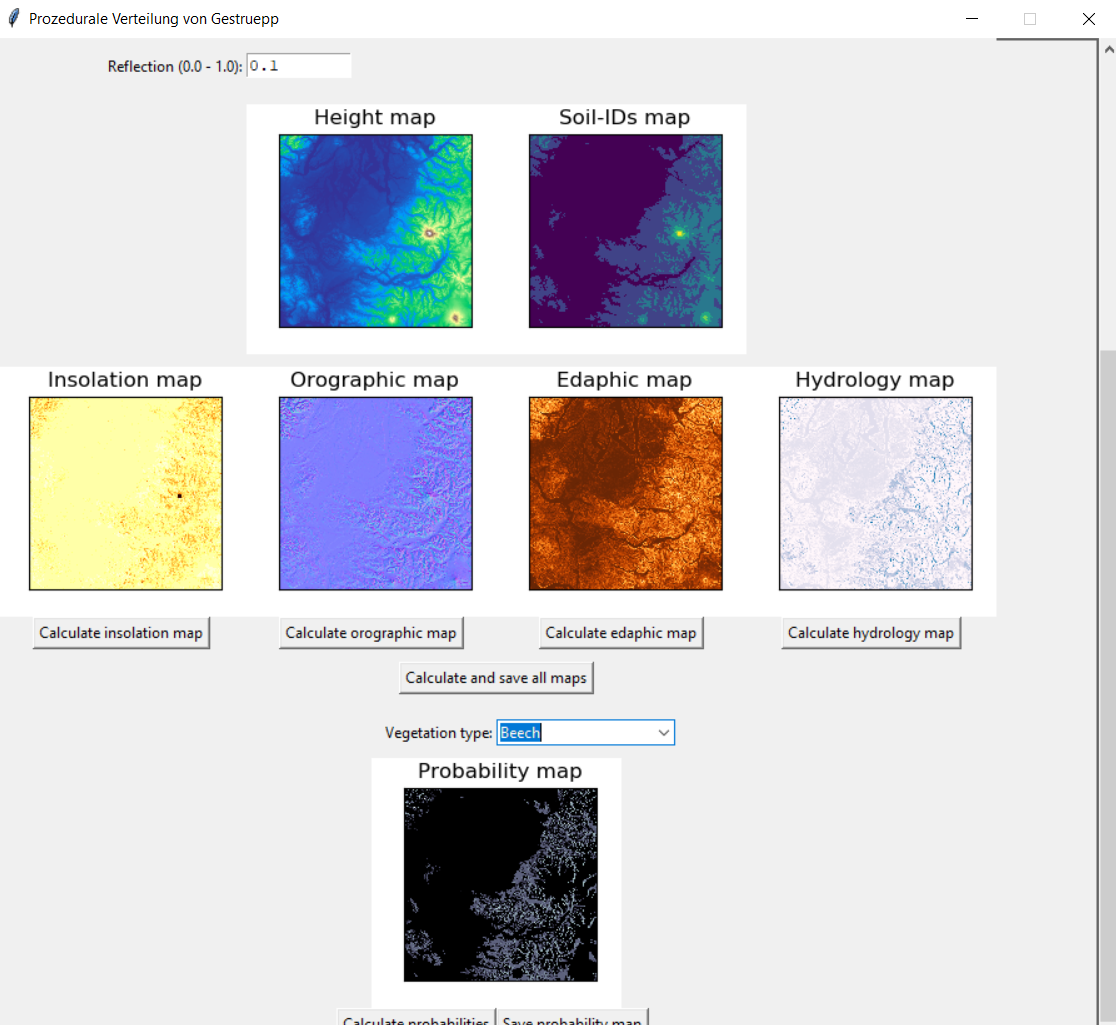 Prozedurale Verteilung von Gestruepp
Reflection (0.0 - 1.0): 0.1
Height map Soil-IDs map
Insolation map Orographic map Edaphic map Hydrology map
Calculate insolation map Calculate orographic map Calculate edaphic map Calculate hydrology map
Calculate and save all maps
Vegetation type: Beech
Probability map
Calculate probabilities Save probability map